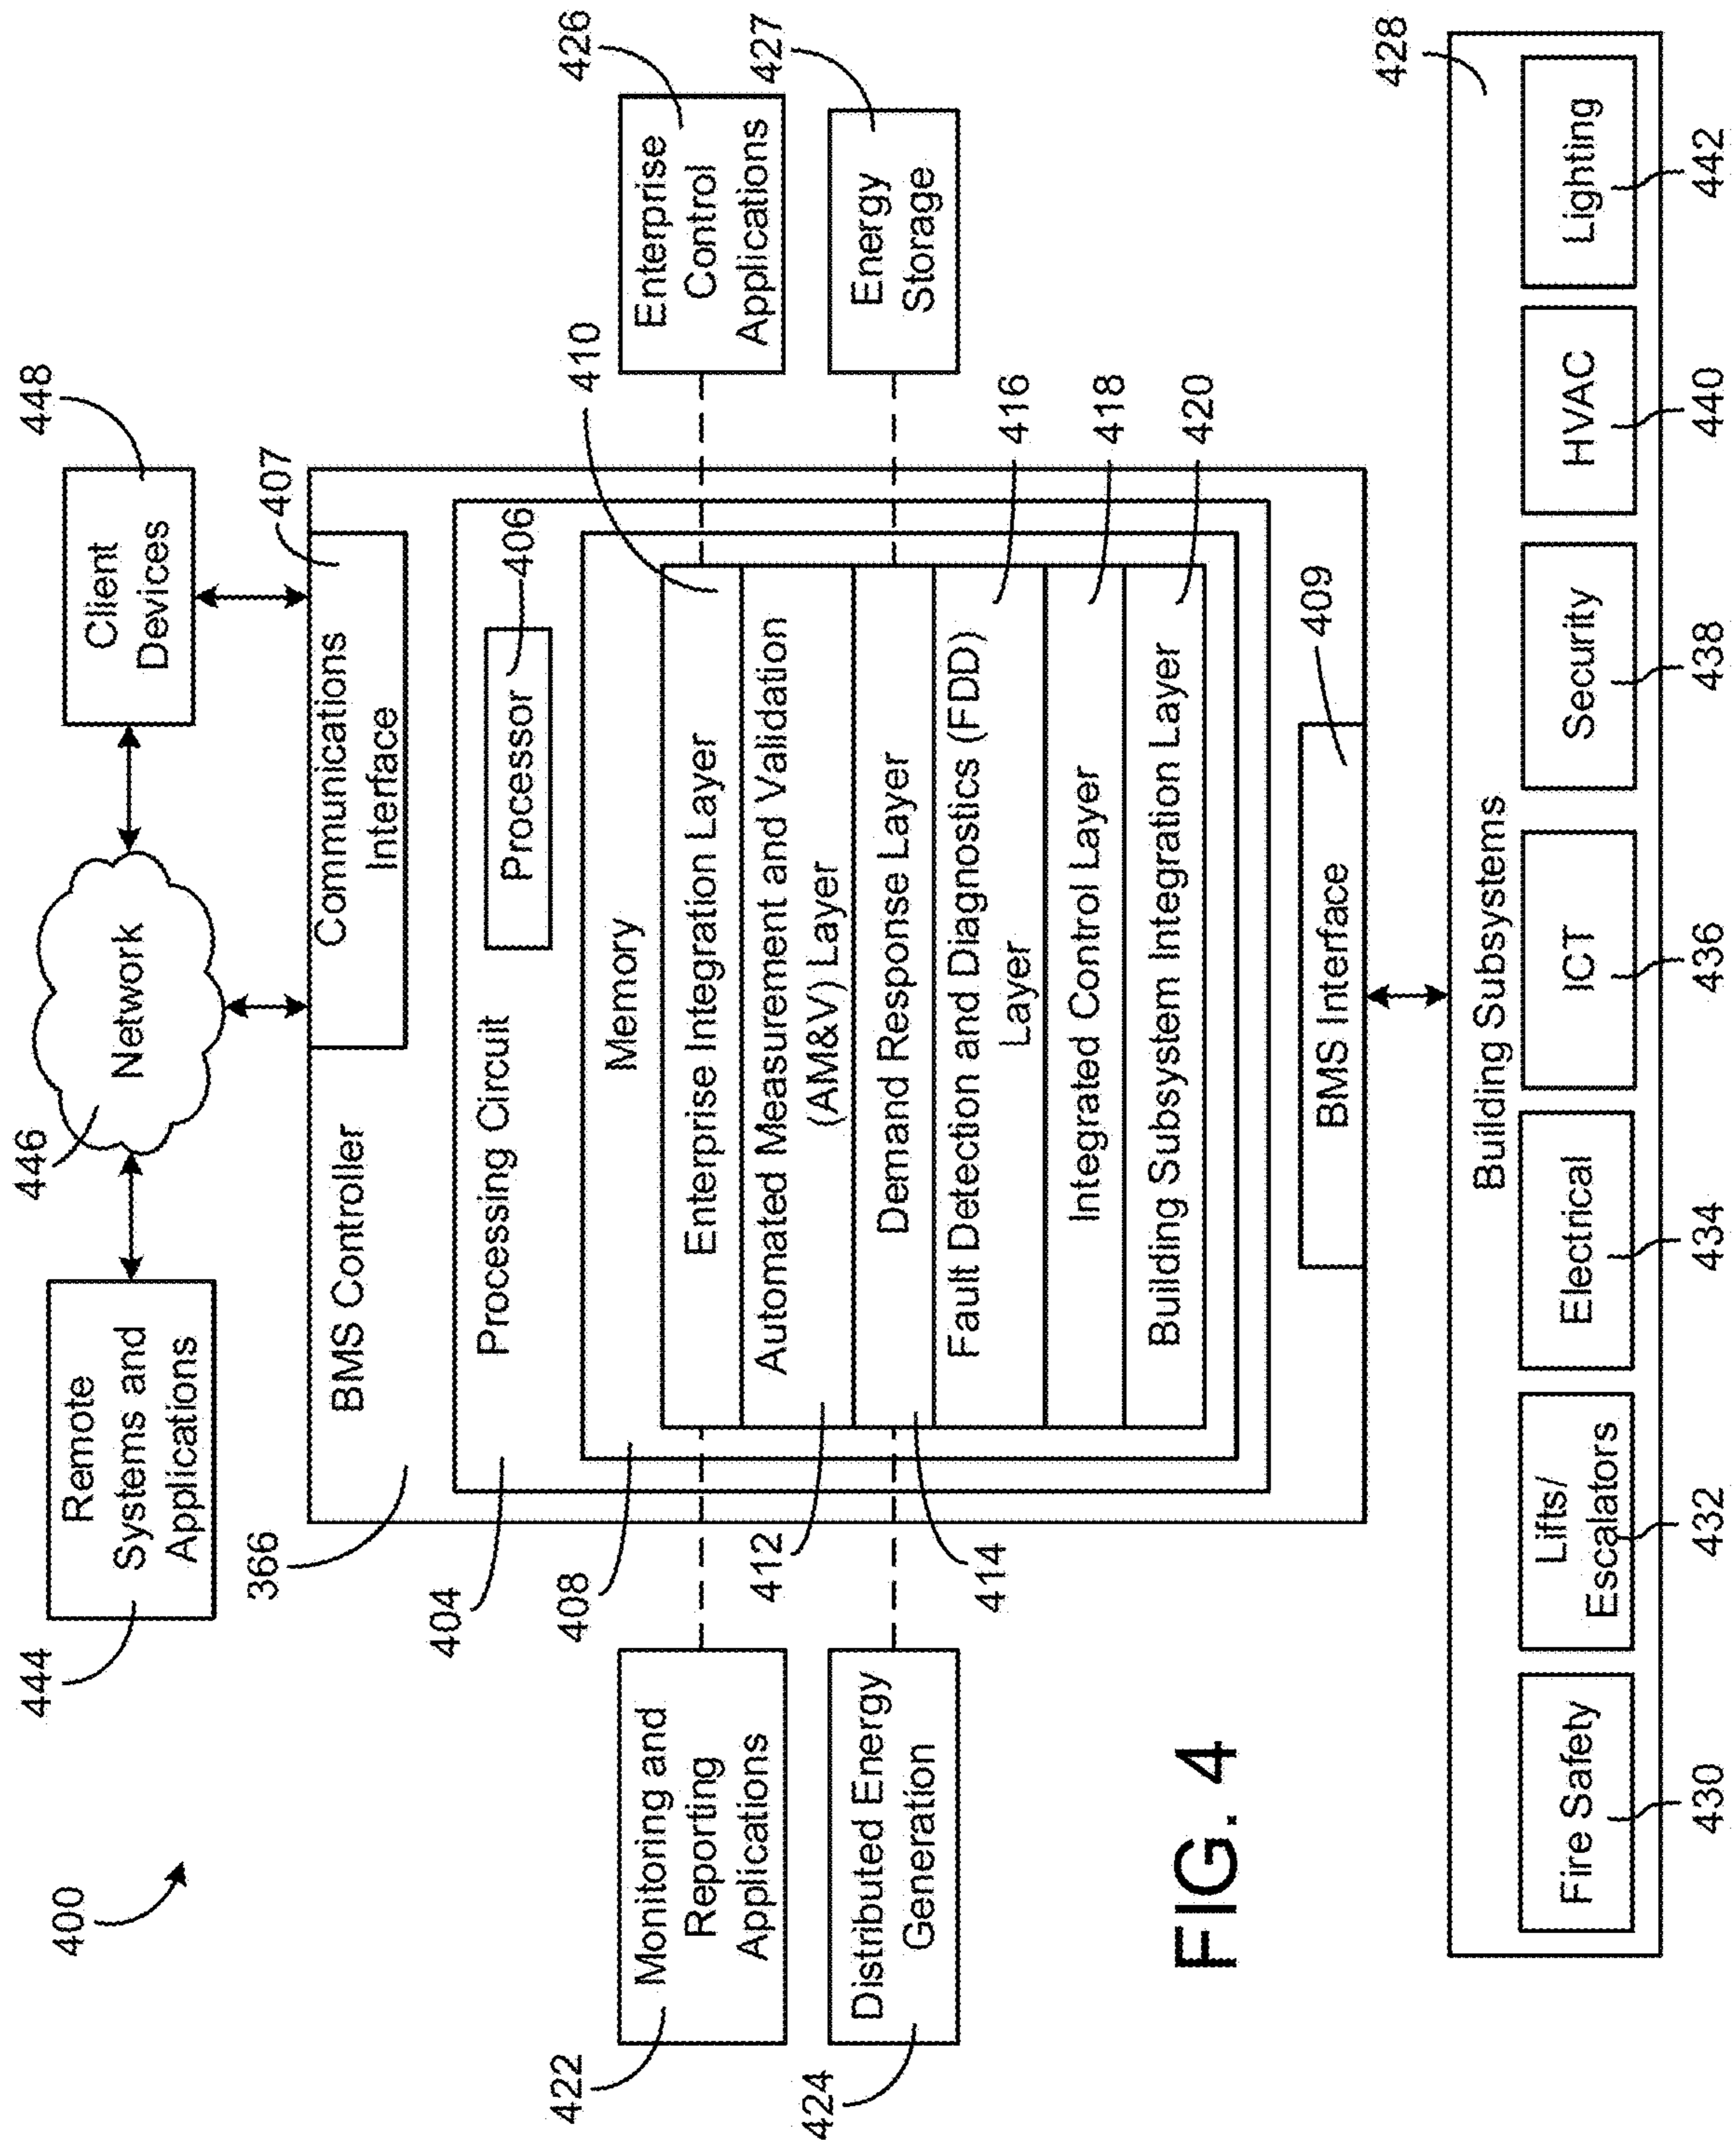 400
444
Remote
Systems and
Applications
446
Network
Client
Devices
448
366
BMS Controller
Communications
Interface
407
404
Processing Circuit
Processor
406
408
Memory
410
Enterprise Integration Layer
Automated Measurement and Validation
(AM&V) Layer
412
Demand Response Layer
414
Fault Detection and Diagnostics (FDD)
Layer
416
Integrated Control Layer
418
Building Subsystem Integration Layer
420
422
Monitoring and
Reporting
Applications
424
Distributed Energy
Generation
Enterprise
Control
Applications
426
Energy
Storage
427
BMS Interface
409
FIG. 4
Building Subsystems
428
Fire Safety
Lifts/
Escalators
Electrical
ICT
Security
HVAC
Lighting
430
432
434
436
438
440
442